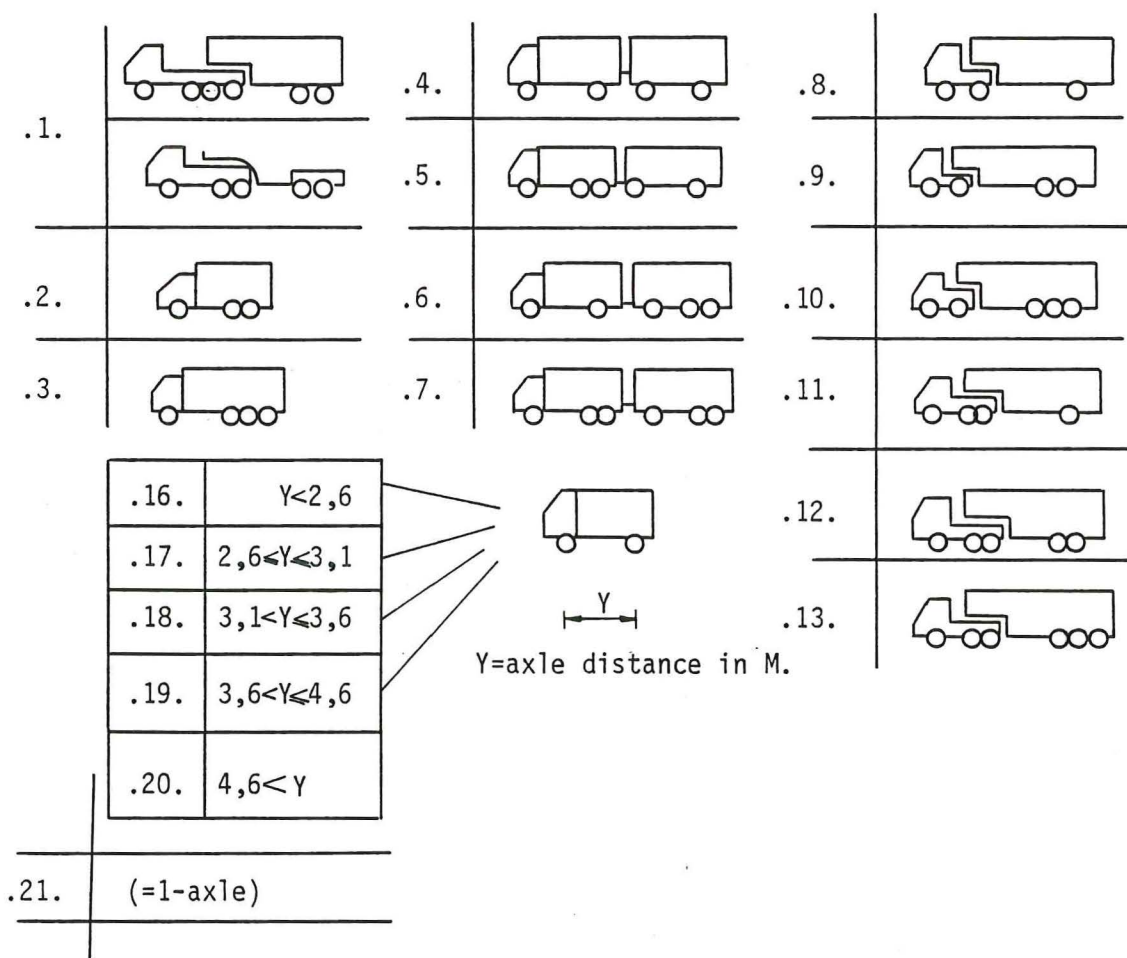 .1.
.2.
.3.
.4.
.5.
.6.
.7.
.8.
.9.
.10.
.11.
.12.
.13.
.16. Y<2,6
.17. 2,6⩽Y⩽3,1
.18. 3,1<Y⩽3,6
.19. 3,6<Y⩽4,6
.20. 4,6<Y
Y
Y=axle distance in M.
.21. (=1-axle)